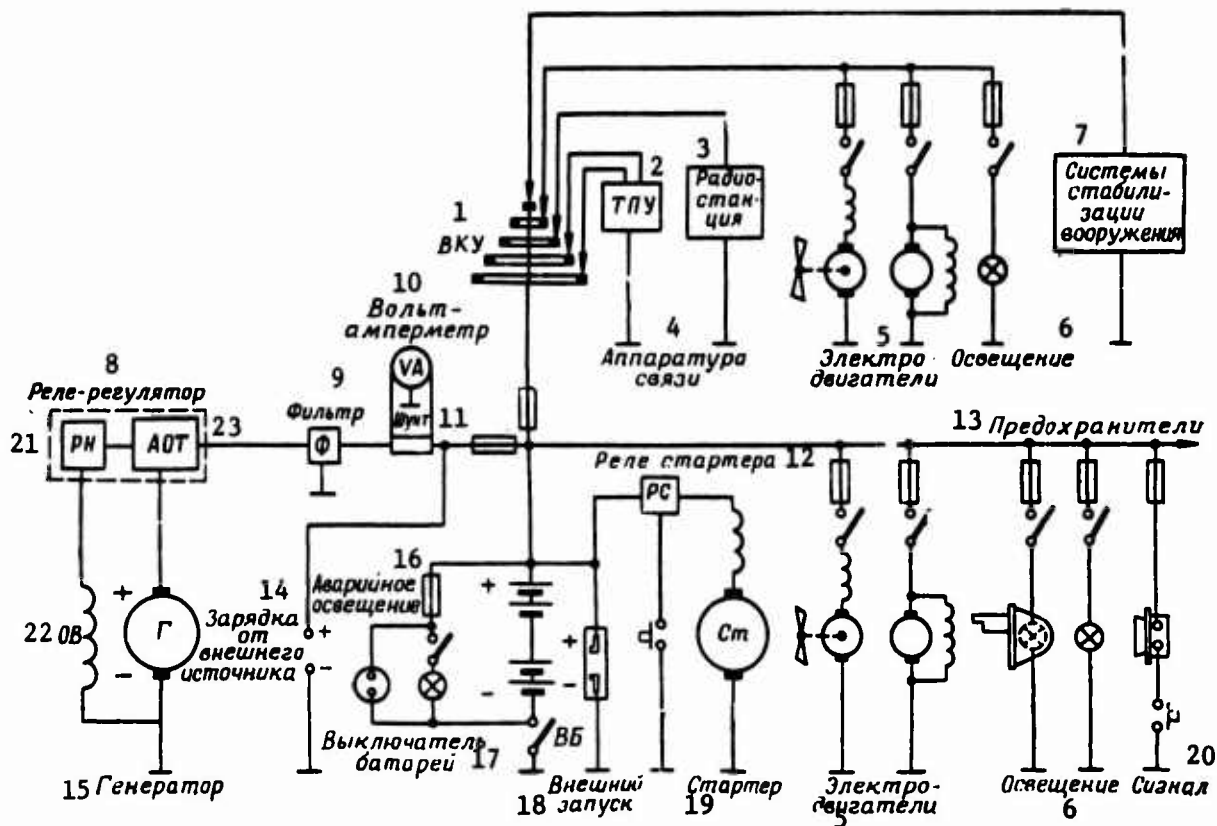 1
ВКУ
2
ТПУ
3
Радио-
стан-
ция
7
Системы
стабили-
зации
вооружения
4
Аппаратура
связи
5
Электро
двигатели
6
Освещение
10
Вольт-
амперметр
VA
Шунт
11
8
Реле-регулятор
21
РН
АОТ
23
9
Фильтр
Ф
13 Предохранители
Реле стартера 12
РС
16
Аварийное
освещение
+
-
14
Зарядка
от
внешнего
источника
+
-
22 ОВ
+
Г
-
+
-
Ст
Выключатель
батарей
17
ВБ
15 Генератор
18
Внешний
запуск
Стартер
19
Электро-
двигатели
5
Освещение
6
20
Сигнал